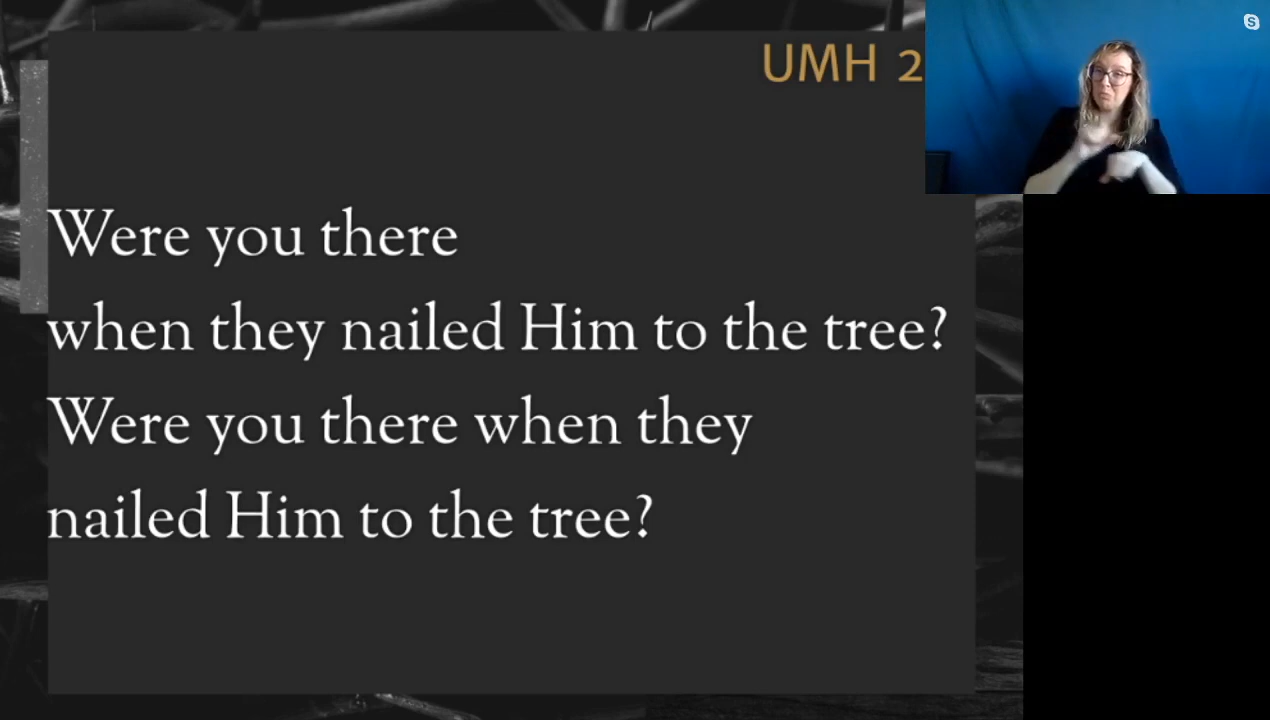 UMH 2
Were you there
when they nailed Him to the tree?
Were you there when they
nailed Him to the tree?